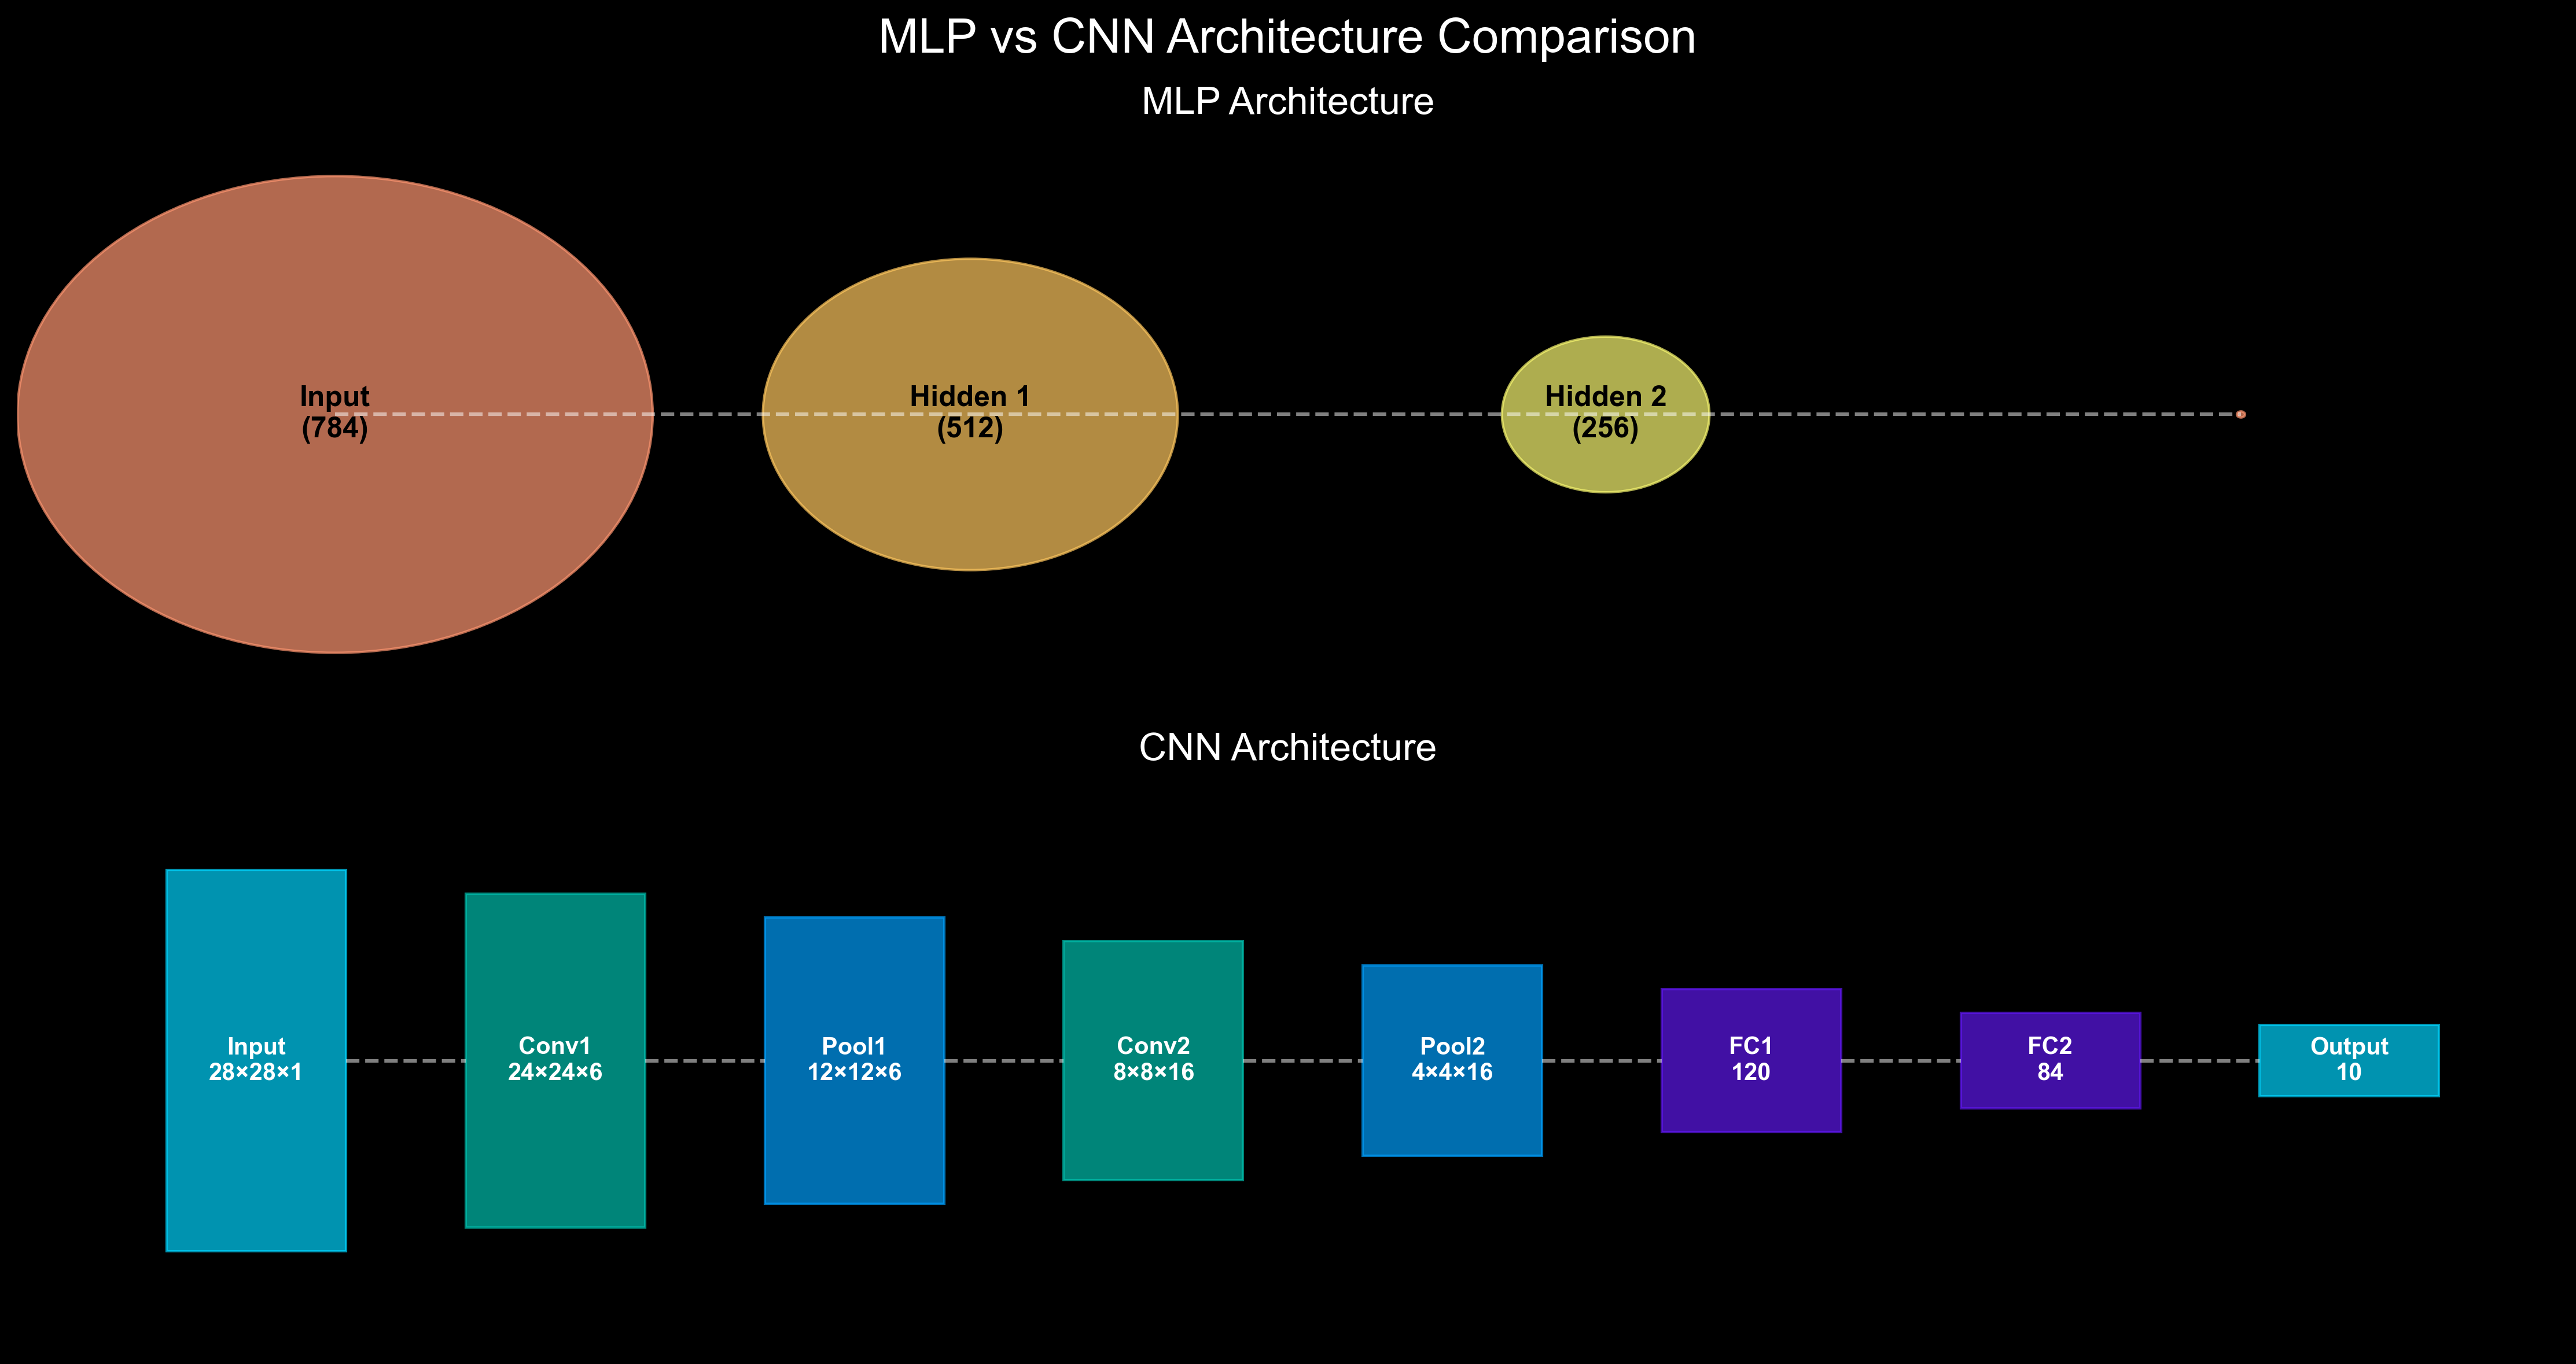 MLP vs CNN Architecture Comparison
MLP Architecture
Input
(784)
Hidden 1
(512)
Hidden 2
(256)
CNN Architecture
Input
28×28×1
Conv1
24×24×6
Pool1
12×12×6
Conv2
8×8×16
Pool2
4×4×16
FC1
120
FC2
84
Output
10